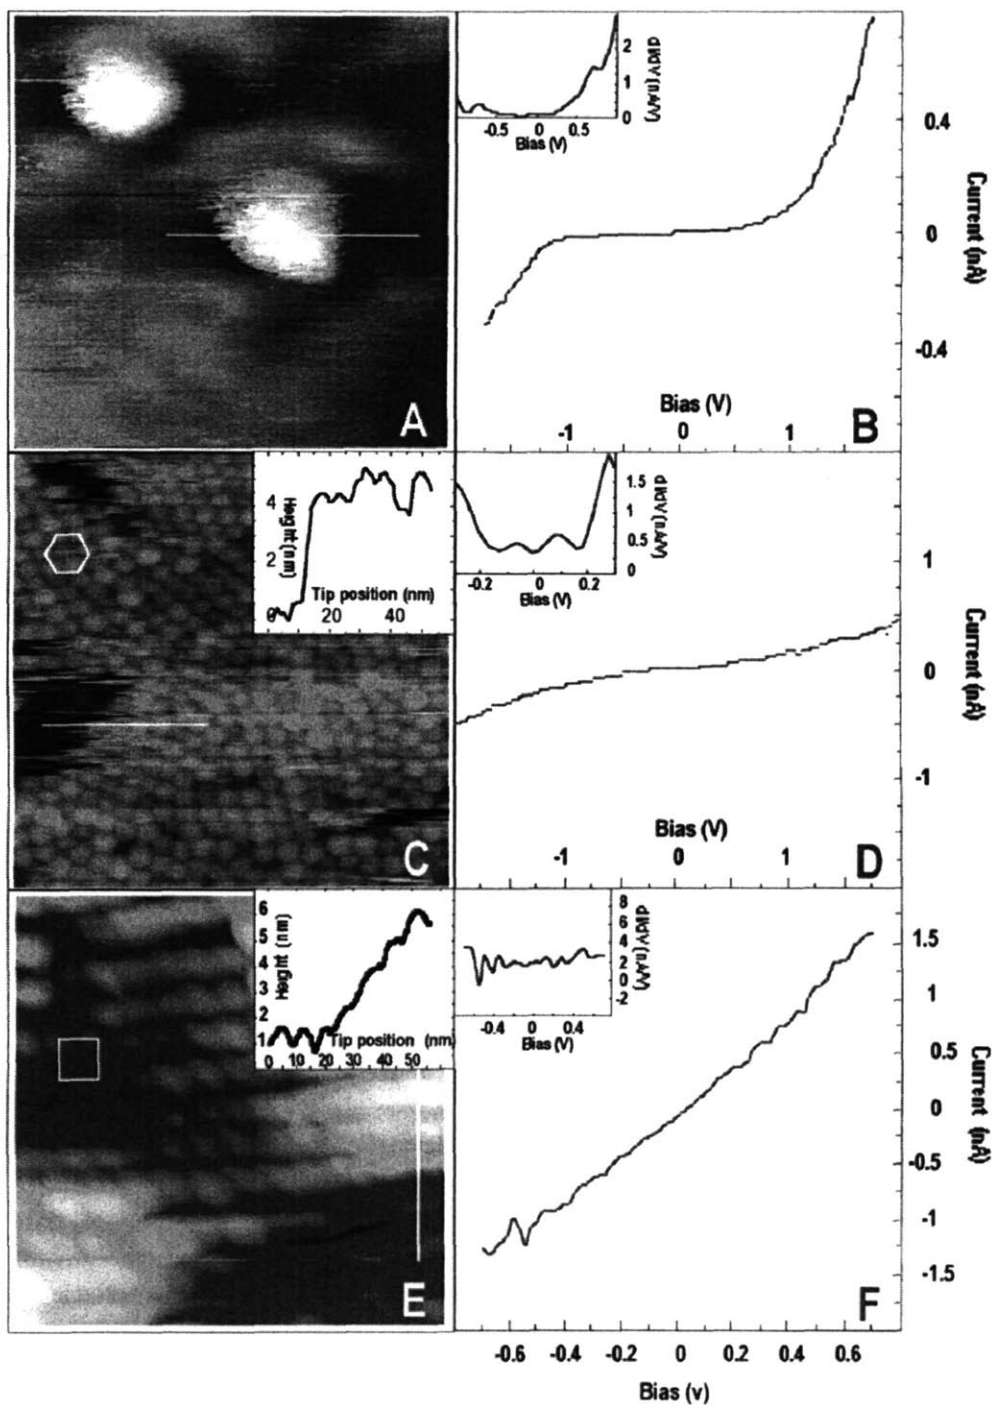 A
2
1
0
dI/dV (nA/V)
-0.5 0 0.5
Bias (V)
0.4
0
-0.4
Current (nA)
Bias (V)
-1 0 1
B
4
2
0
Height (nm)
Tip position (nm)
20 40
C
1.5
1
0.5
0
dI/dV (nA/V)
-0.2 0 0.2
Bias (V)
1
0
-1
Current (nA)
Bias (V)
-1 0 1
D
6
5
4
3
2
1
Height (nm)
Tip position (nm)
0 10 20 30 40 50
E
8
6
4
2
0
-2
dI/dV (nA/V)
-0.4 0 0.4
Bias (V)
1.5
1
0.5
0
-0.5
-1
-1.5
Current (nA)
F
-0.6 -0.4 -0.2 0 0.2 0.4 0.6
Bias (v)